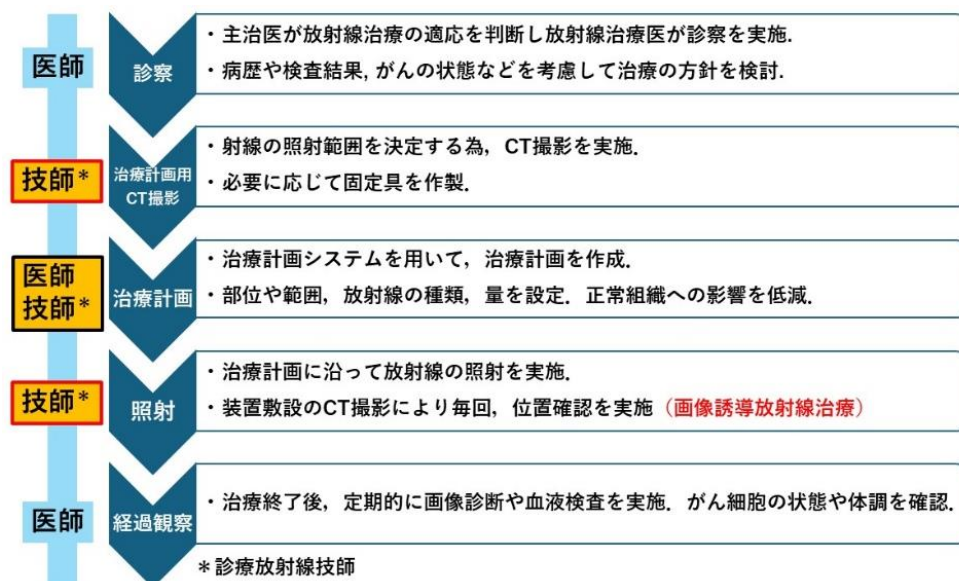 医師
診察
・主治医が放射線治療の適応を判断し放射線治療医が診察を実施.
・病歴や検査結果, がんの状態などを考慮して治療の方針を検討.
技師*
治療計画用
CT撮影
・射線の照射範囲を決定する為，CT撮影を実施.
・必要に応じて固定具を作製.
医師
技師*
治療計画
・治療計画システムを用いて，治療計画を作成.
・部位や範囲，放射線の種類，量を設定．正常組織への影響を低減.
技師*
照射
・治療計画に沿って放射線の照射を実施.
・装置敷設のCT撮影により毎回，位置確認を実施（画像誘導放射線治療）
医師
経過観察
・治療終了後，定期的に画像診断や血液検査を実施．がん細胞の状態や体調を確認.
＊診療放射線技師